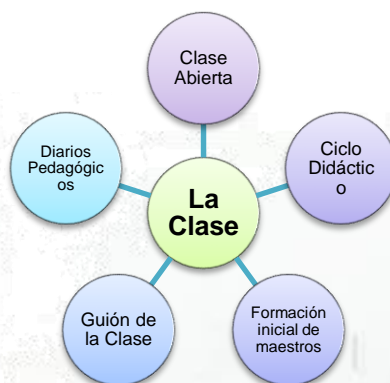 Clase
Abierta
Ciclo
Didáctic
o
Formación
inicial de
maestros
Guión de
la Clase
Diarios
Pedagógic
os
La
Clase